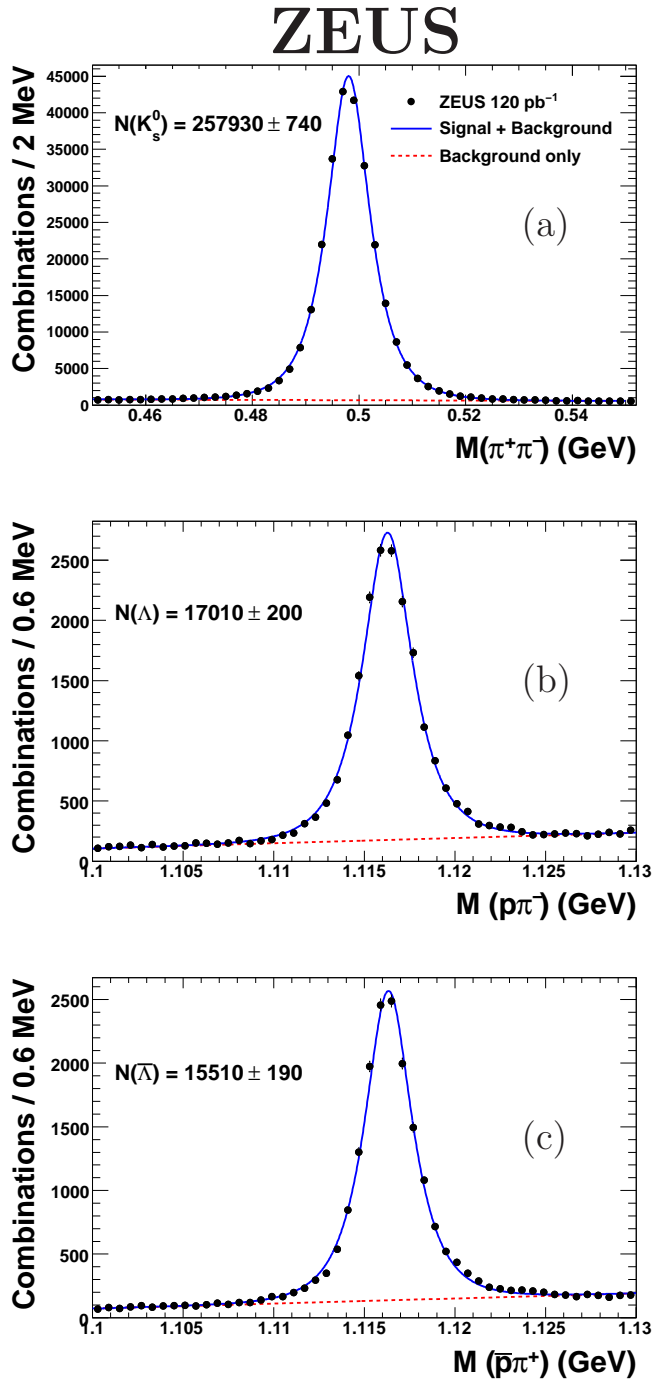 ZEUS
Combinations / 2 MeV
45000
40000
35000
30000
25000
20000
15000
10000
5000
0
N(K⁰ₛ) = 257930 ± 740
ZEUS 120 pb⁻¹
Signal + Background
Background only
(a)
0.46 0.48 0.5 0.52 0.54
M(π⁺π⁻) (GeV)
Combinations / 0.6 MeV
2500
2000
1500
1000
500
0
N(Λ) = 17010 ± 200
(b)
1.1 1.105 1.11 1.115 1.12 1.125 1.13
M (pπ⁻) (GeV)
Combinations / 0.6 MeV
2500
2000
1500
1000
500
0
N(Λ̅) = 15510 ± 190
(c)
1.1 1.105 1.11 1.115 1.12 1.125 1.13
M (p̅π⁺) (GeV)